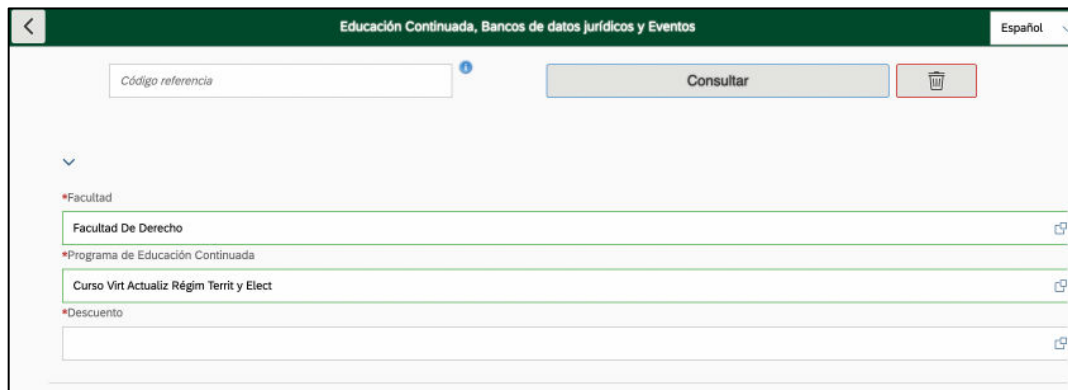 Educación Continuada, Bancos de datos jurídicos y Eventos
Español
Código referencia
Consultar
*Facultad
Facultad De Derecho
*Programa de Educación Continuada
Curso Virt Actualiz Régim Territ y Elect
*Descuento